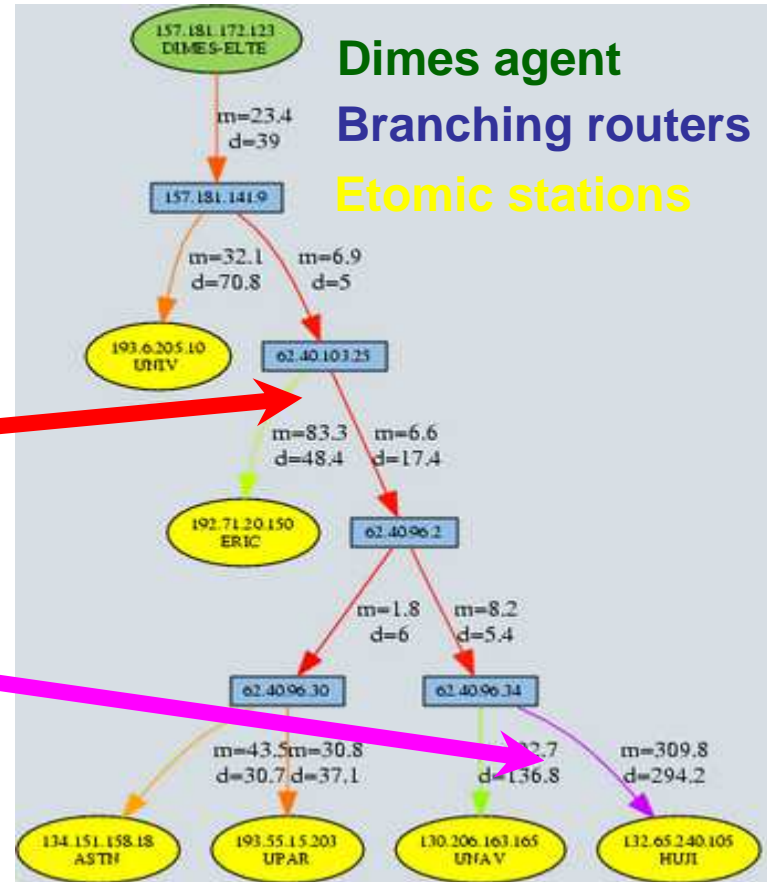 157.181.172.123
DIMES-ELTE
Dimes agent
Branching routers
Etomic stations
m=23.4
d=39
157.181.141.9
m=32.1
d=70.8
m=6.9
d=5
193.6.205.10
UNIV
62.40.103.25
m=83.3
d=48.4
m=6.6
d=17.4
192.71.20.150
ERIC
62.40.96.2
m=1.8
d=6
m=8.2
d=5.4
62.40.96.30
62.40.96.34
m=43.5
d=30.7
m=30.8
d=37.1
2.7
d=136.8
m=309.8
d=294.2
134.151.158.18
ASTN
193.55.15.203
UPAR
130.206.163.165
UNAV
132.65.240.105
HUJI